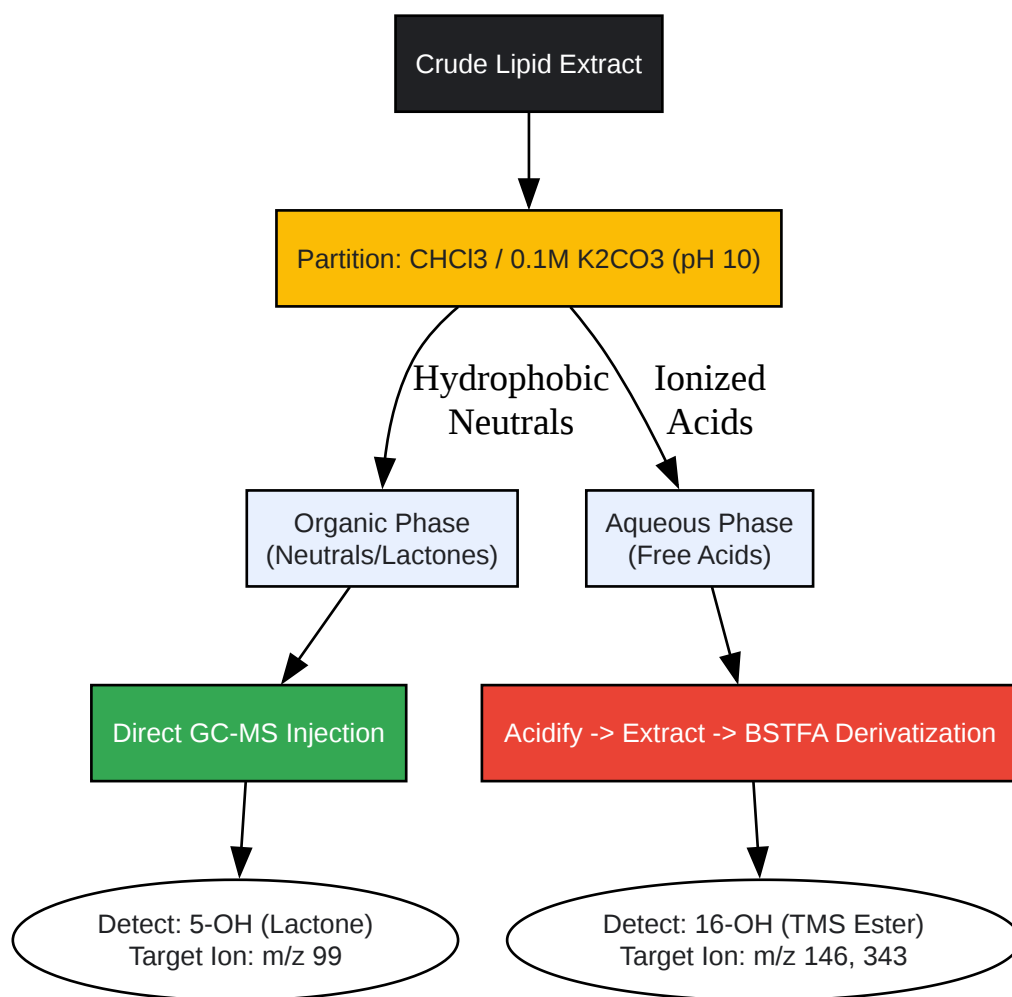 Crude Lipid Extract
Partition: CHCl3 / 0.1M K2CO3 (pH 10)
Hydrophobic
Neutrals
Ionized
Acids
Organic Phase
(Neutrals/Lactones)
Aqueous Phase
(Free Acids)
Direct GC-MS Injection
Acidify -> Extract -> BSTFA Derivatization
Detect: 5-OH (Lactone)
Target Ion: m/z 99
Detect: 16-OH (TMS Ester)
Target Ion: m/z 146, 343